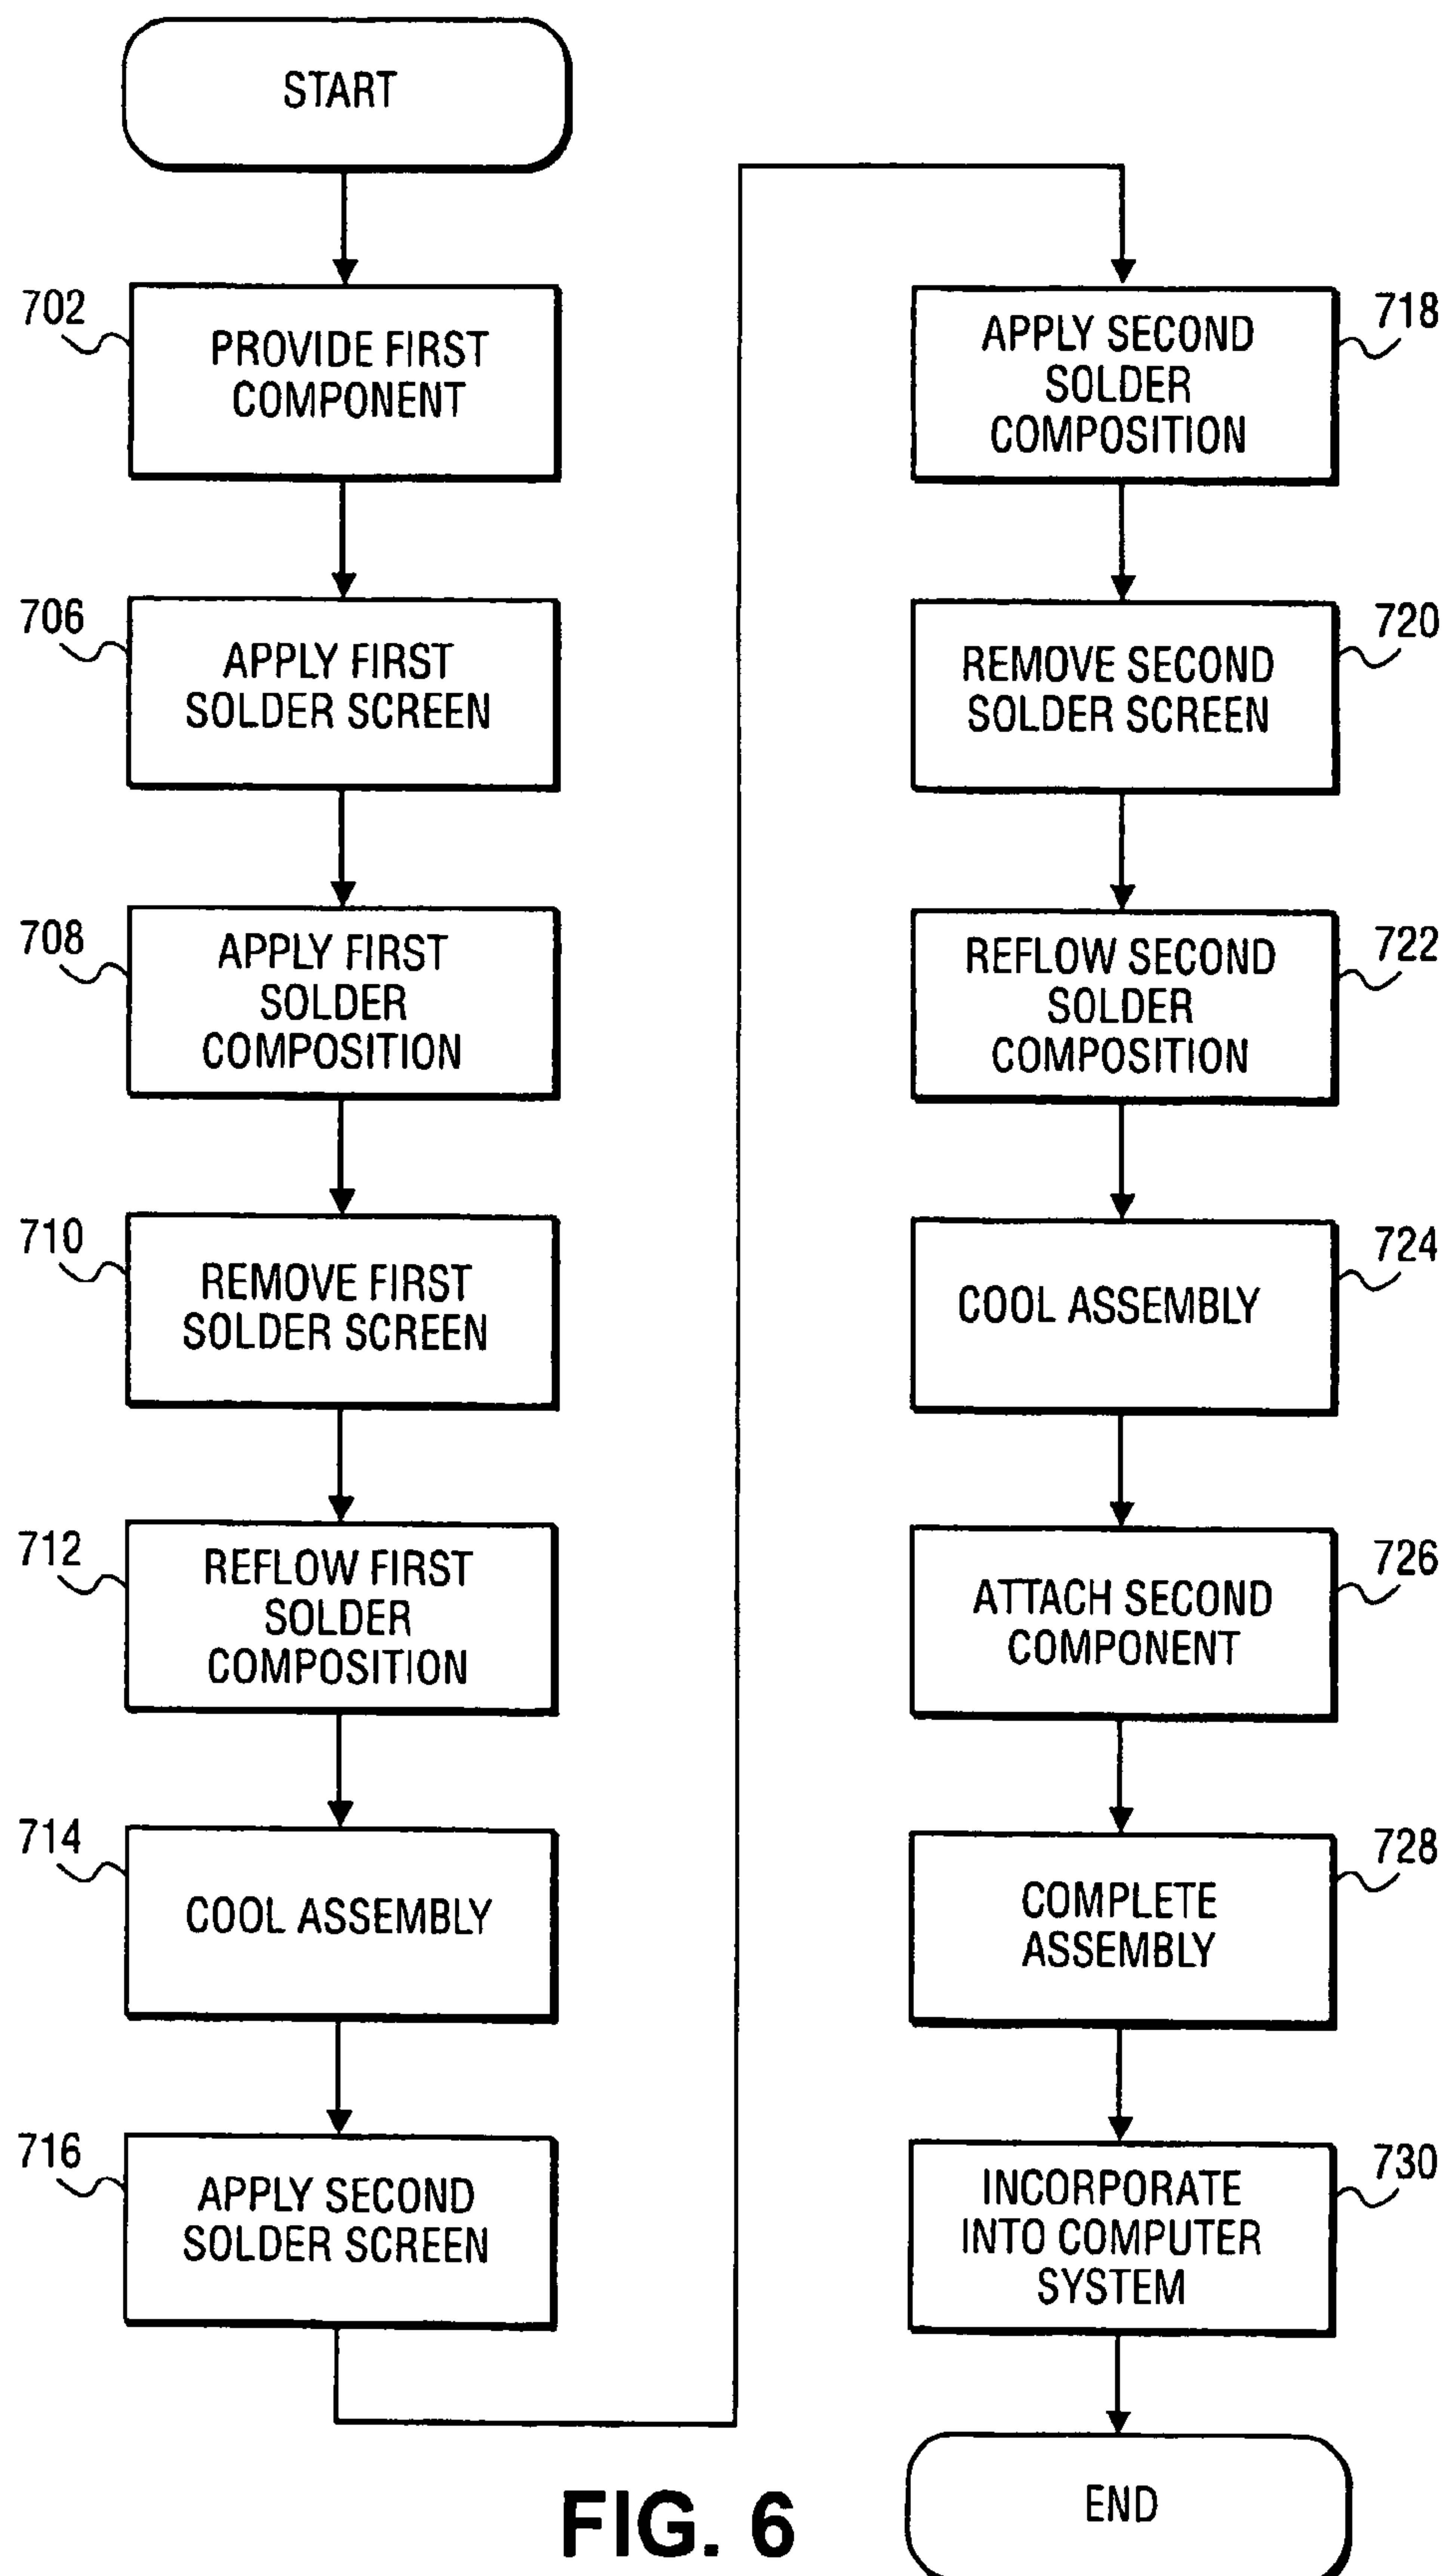 START
702
PROVIDE FIRST
COMPONENT
706
APPLY FIRST
SOLDER SCREEN
708
APPLY FIRST
SOLDER
COMPOSITION
710
REMOVE FIRST
SOLDER SCREEN
712
REFLOW FIRST
SOLDER
COMPOSITION
714
COOL ASSEMBLY
716
APPLY SECOND
SOLDER SCREEN
718
APPLY SECOND
SOLDER
COMPOSITION
720
REMOVE SECOND
SOLDER SCREEN
722
REFLOW SECOND
SOLDER
COMPOSITION
724
COOL ASSEMBLY
726
ATTACH SECOND
COMPONENT
728
COMPLETE
ASSEMBLY
730
INCORPORATE
INTO COMPUTER
SYSTEM
END
FIG. 6